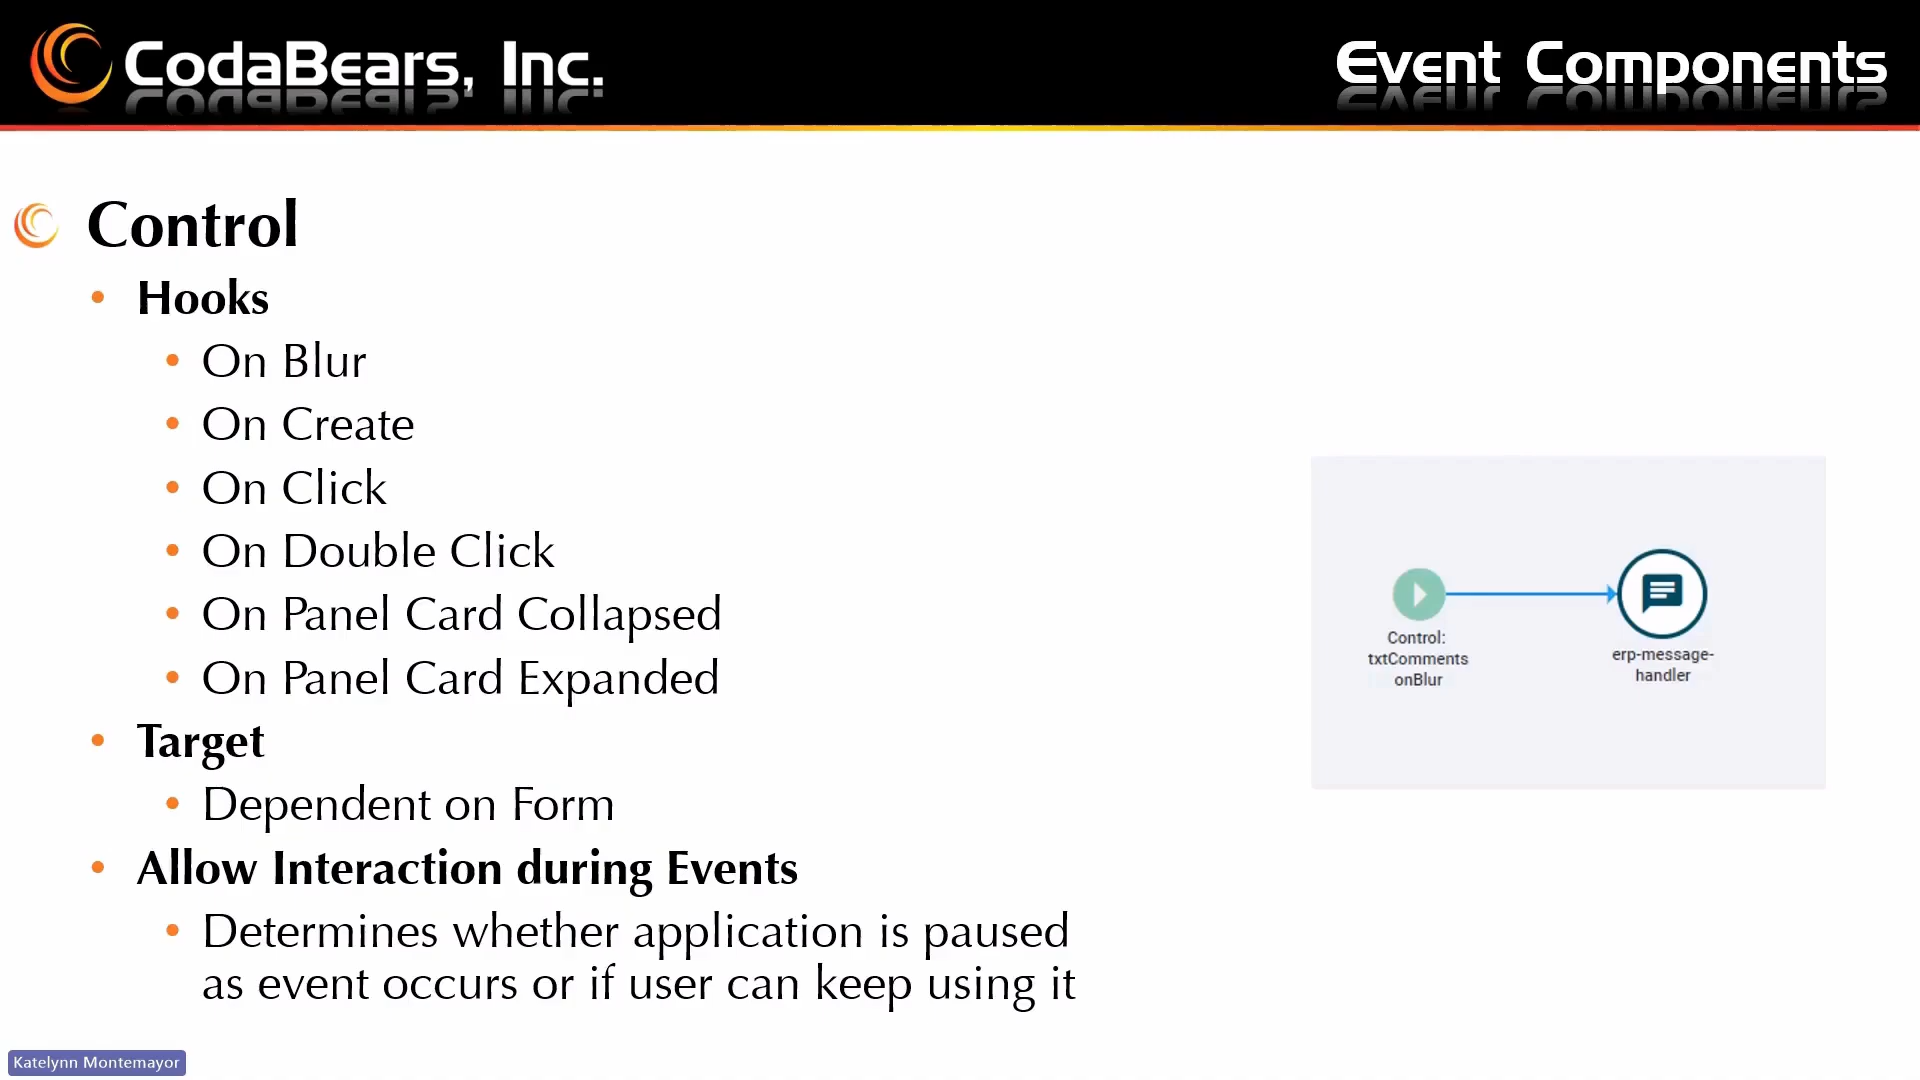 CodaBears, Inc.
Event Components
Control
• Hooks
• On Blur
• On Create
• On Click
• On Double Click
• On Panel Card Collapsed
• On Panel Card Expanded
• Target
• Dependent on Form
• Allow Interaction during Events
• Determines whether application is paused
as event occurs or if user can keep using it
Control:
txtComments
onBlur
erp-message-
handler
Katelynn Montemayor